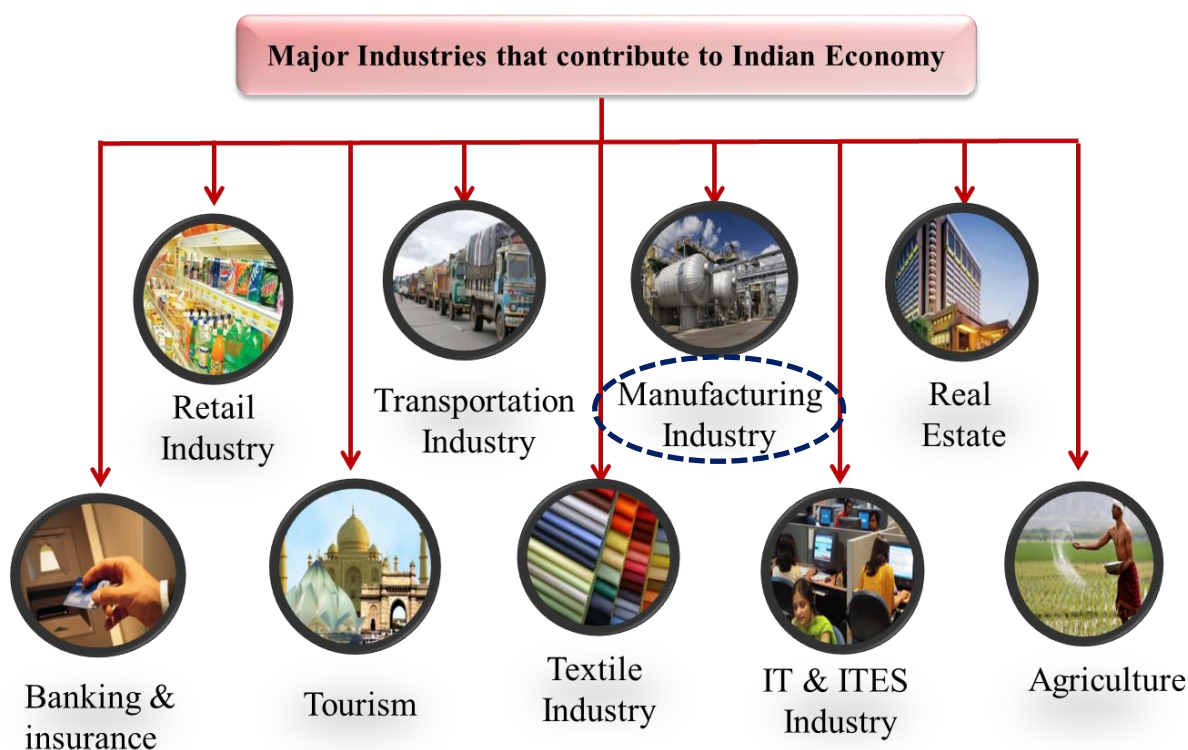 Major Industries that contribute to Indian Economy
Retail
Industry
Transportation
Industry
Manufacturing
Industry
Real
Estate
Banking &
insurance
Tourism
Textile
Industry
IT & ITES
Industry
Agriculture